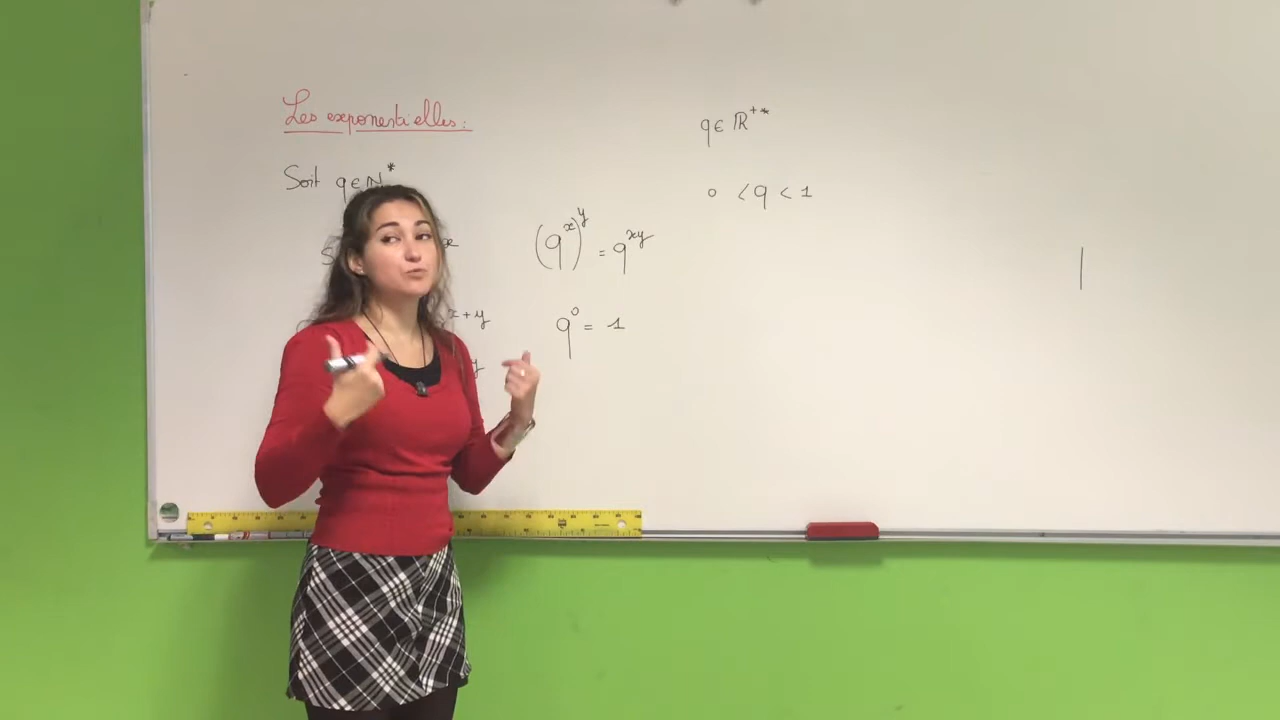 Les exponentielles :
Soit q ∈ ℕ*
S x
x + y
y
(q^x)^y = q^xy
q^0 = 1
q ∈ ℝ^+*
0 < q < 1